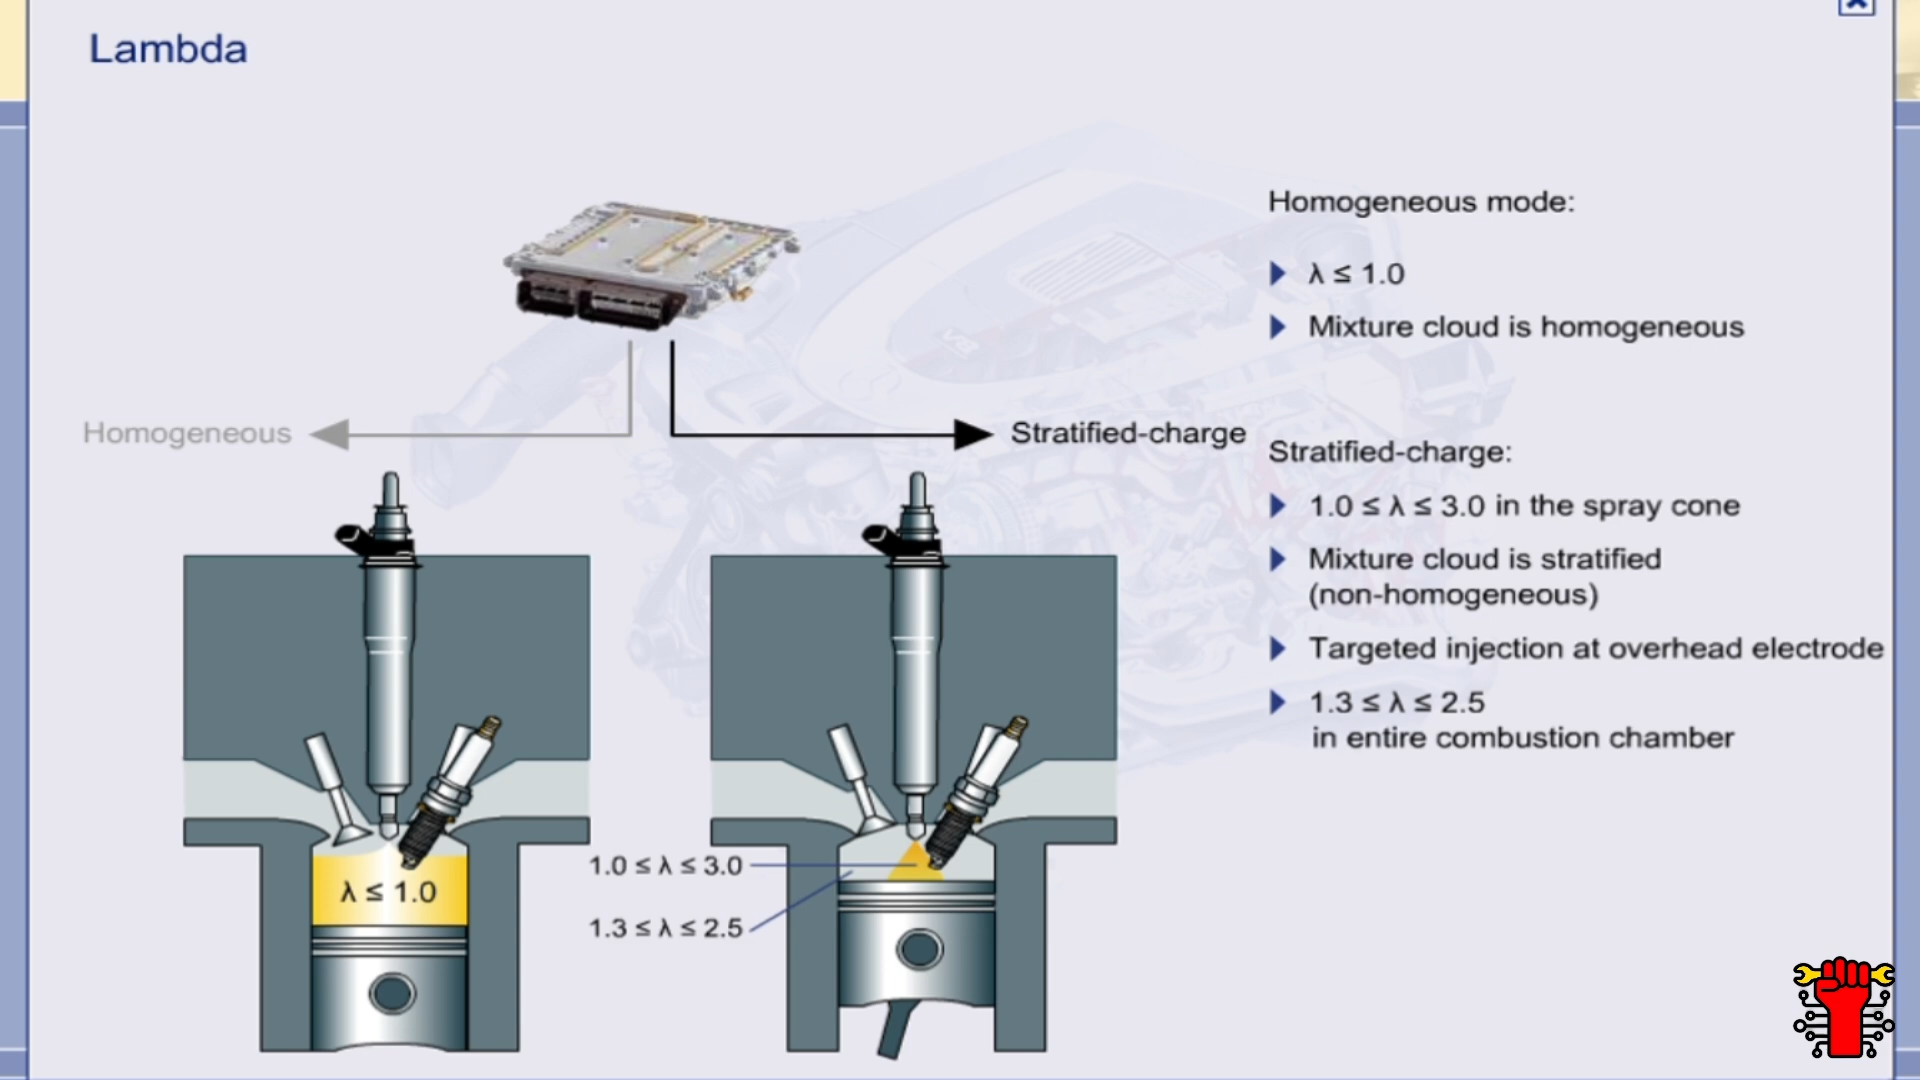 Lambda
Homogeneous mode:
λ ≤ 1.0
Mixture cloud is homogeneous
Homogeneous
Stratified-charge
Stratified-charge:
1.0 ≤ λ ≤ 3.0 in the spray cone
Mixture cloud is stratified
(non-homogeneous)
Targeted injection at overhead electrode
1.3 ≤ λ ≤ 2.5
in entire combustion chamber
λ ≤ 1.0
1.0 ≤ λ ≤ 3.0
1.3 ≤ λ ≤ 2.5